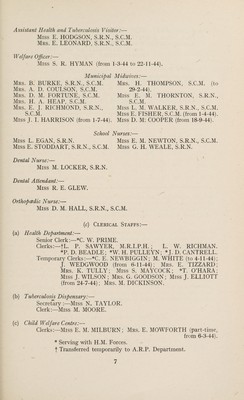 Assistant Health and Tuberculosis Visitor:—
Miss E. HODGSON, S.R.N., S.C.M.
Miss E. LEONARD, S.R.N., S.C.M.
Welfare Officer:—
Miss S. R. HYMAN (from 1-3-44 to 22-11-44).
Municipal Midwives:—
Mrs. B. BURKE, S.R.N., S.C.M.
Mrs. A. D. COULSON, S.C.M.
Mrs. D. M. FORTUNE, S.C.M.
Mrs. H. A. HEAP, S.C.M.
Mrs. E. J. RICHMOND, S.R.N., S.C.M.
Miss J. I. HARRISON (from 1-7-44).
Mrs. H. THOMPSON, S.C.M. (to 29-2-44).
Miss E. M. THORNTON, S.R.N., S.C.M.
Miss I. M. WALKER, S.R.N., S.C.M.
Miss E. FISHER, S.C.M. (from 1-4-44).
Miss D. M. COOPER (from 18-9-44).
School Nurses:—
Miss L. EGAN, S.R.N.
Miss E. STODDART, S.R.N., S.C.M.
Miss E. M. NEWTON, S.R.N., S.C.M.
Miss G. H. WEALE, S.R.N.
Dental Nurse:—
Miss M. LOCKER, S.R.N.
Dental Attendant:—
Miss R. E. GLEW.
Orthopædic Nurse:—
Miss D. M. HALL, S.R.N., S.C.M.
(c) Clerical Staffs:—
(a) Health Department:—
Senior Clerk:—*C. W. PRIME.
Clerks:—†L. P. SAWYER, M.R.I.P.H.; L. W. RICHMAN.
*P. D. BEADLE; *W. H. PULLEYN; *J. D. CANTRELL.
Temporary Clerks:—*C. E. NEWBIGGIN; M. WHITE (to 4-11-44);
J. WEDGWOOD (from 6-11-44); Mrs. E. TIZZARD;
Mrs. K. TULLY; Miss S. MAYCOCK; *T. O'HARA;
Miss J. WILSON; Mrs. G. GOODSON; Miss J. ELLIOTT
(from 24-7-44); Mrs. M. DICKINSON.
(b) Tuberculosis Dispensary:—
Secretary:—Miss N. TAYLOR.
Clerk:—Miss M. MOORE.
(c) Child Welfare Centre:—
Clerks:—Miss E. M. MILBURN; Mrs. E. MOWFORTH (part-time,
from 6-3-44).
* Serving with H.M. Forces.
† Transferred temporarily to A.R.P. Department.
7